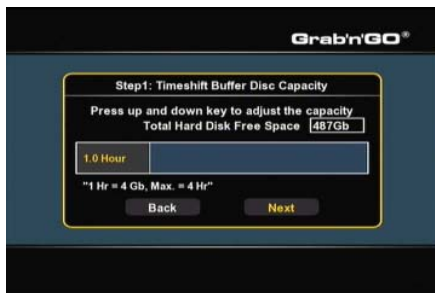 Grab'n'GO®
Step1: Timeshift Buffer Disc Capacity
Press up and down key to adjust the capacity
Total Hard Disk Free Space 487Gb
1.0 Hour
"1 Hr = 4 Gb, Max. = 4 Hr"
Back Next